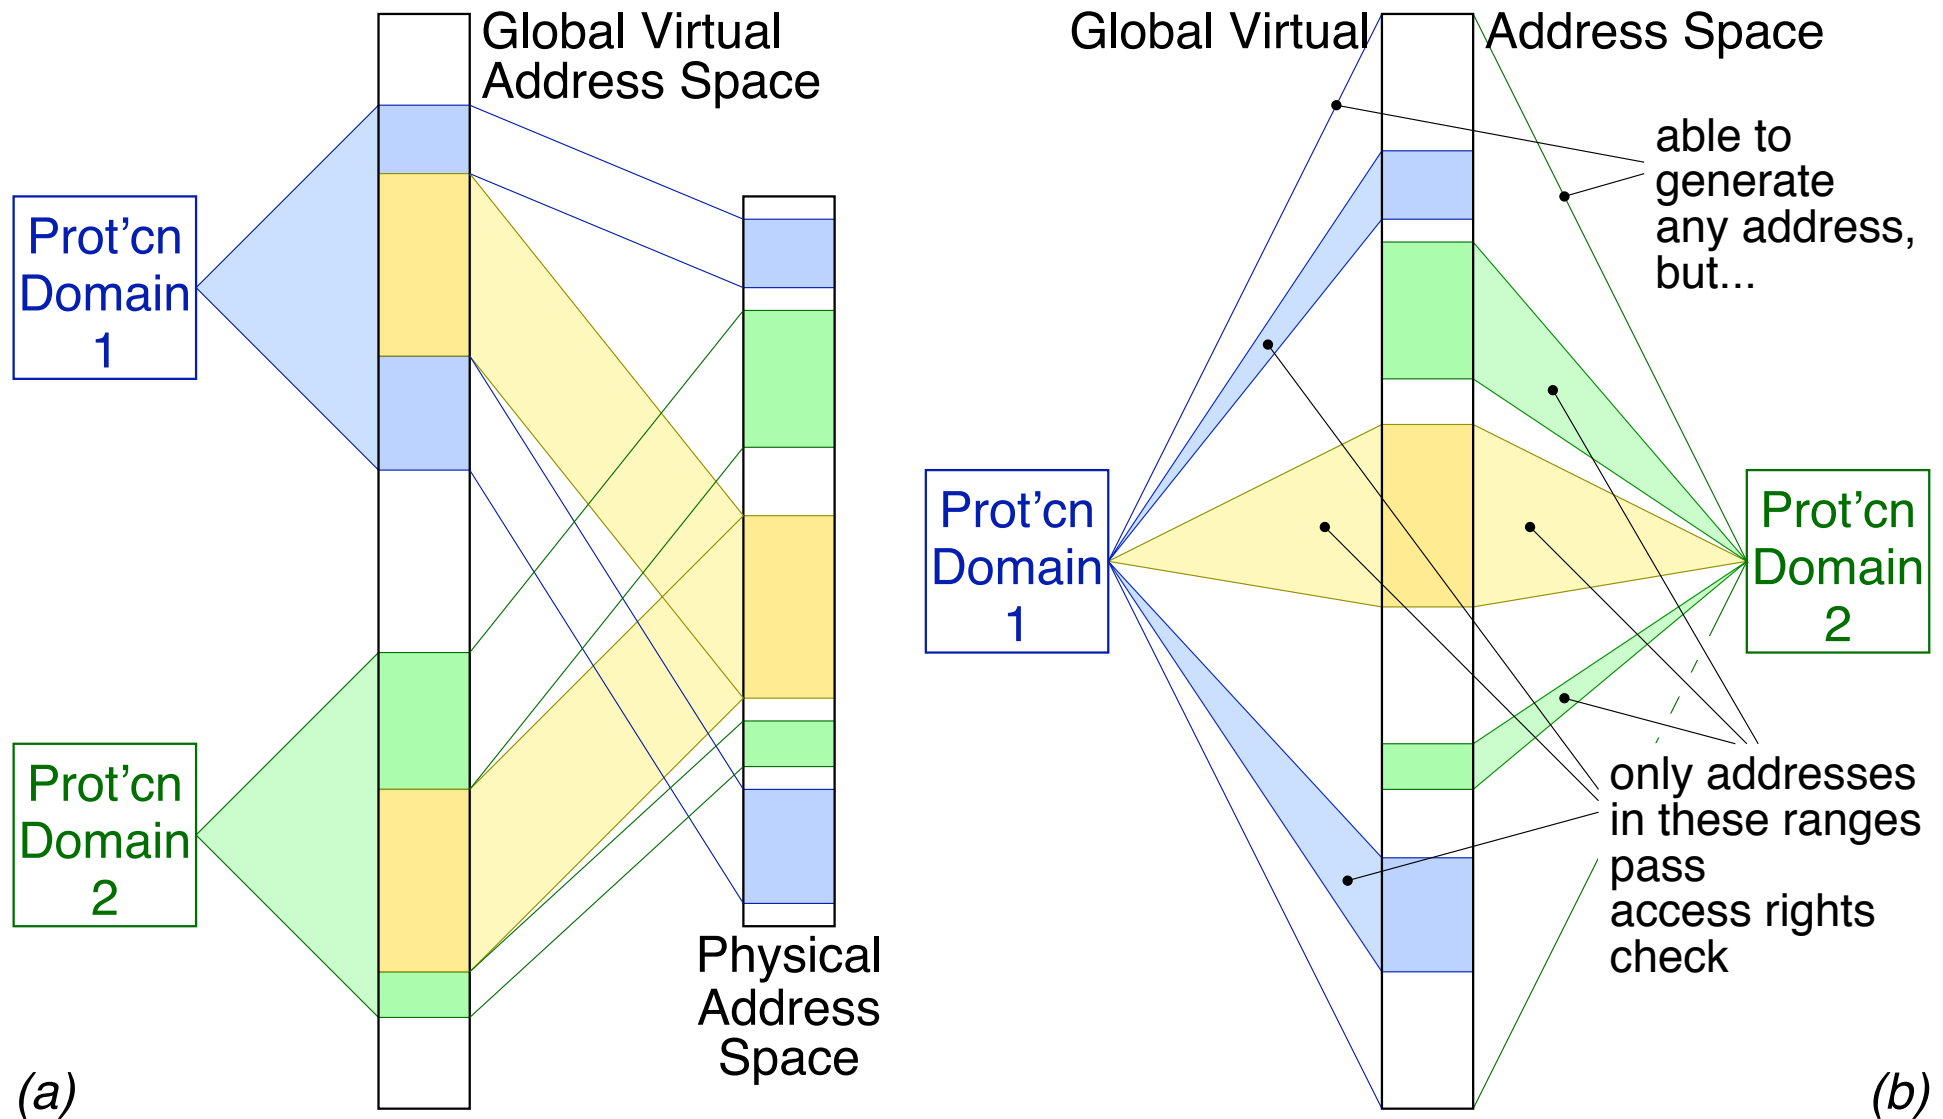 Global Virtual
Address Space
Prot'cn
Domain
1
Prot'cn
Domain
2
Physical
Address
Space
(a)
Global Virtual Address Space
able to
generate
any address,
but...
Prot'cn
Domain
1
Prot'cn
Domain
2
only addresses
in these ranges
pass
access rights
check
(b)